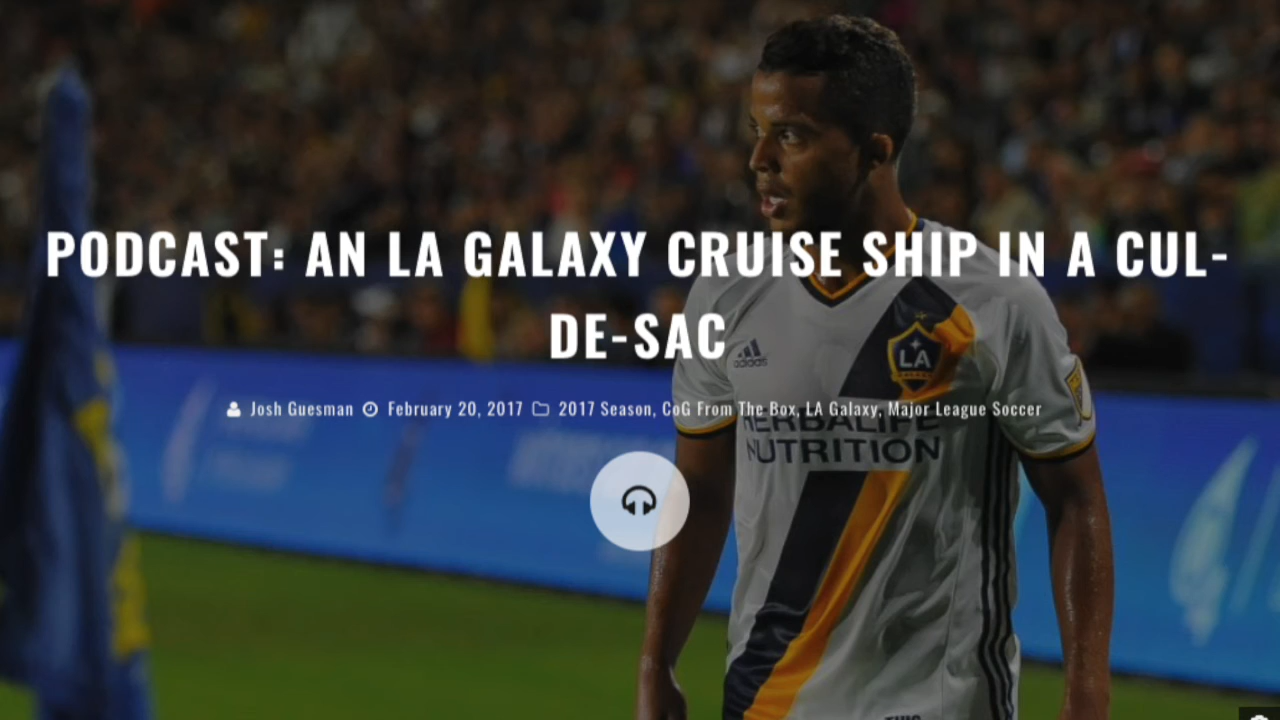 PODCAST: AN LA GALAXY CRUISE SHIP IN A CUL-
DE-SAC
Josh Guesman February 20, 2017 2017 Season, CoG From The Box, LA Galaxy, Major League Soccer
adidas
LA
HERBALIFE
NUTRITION